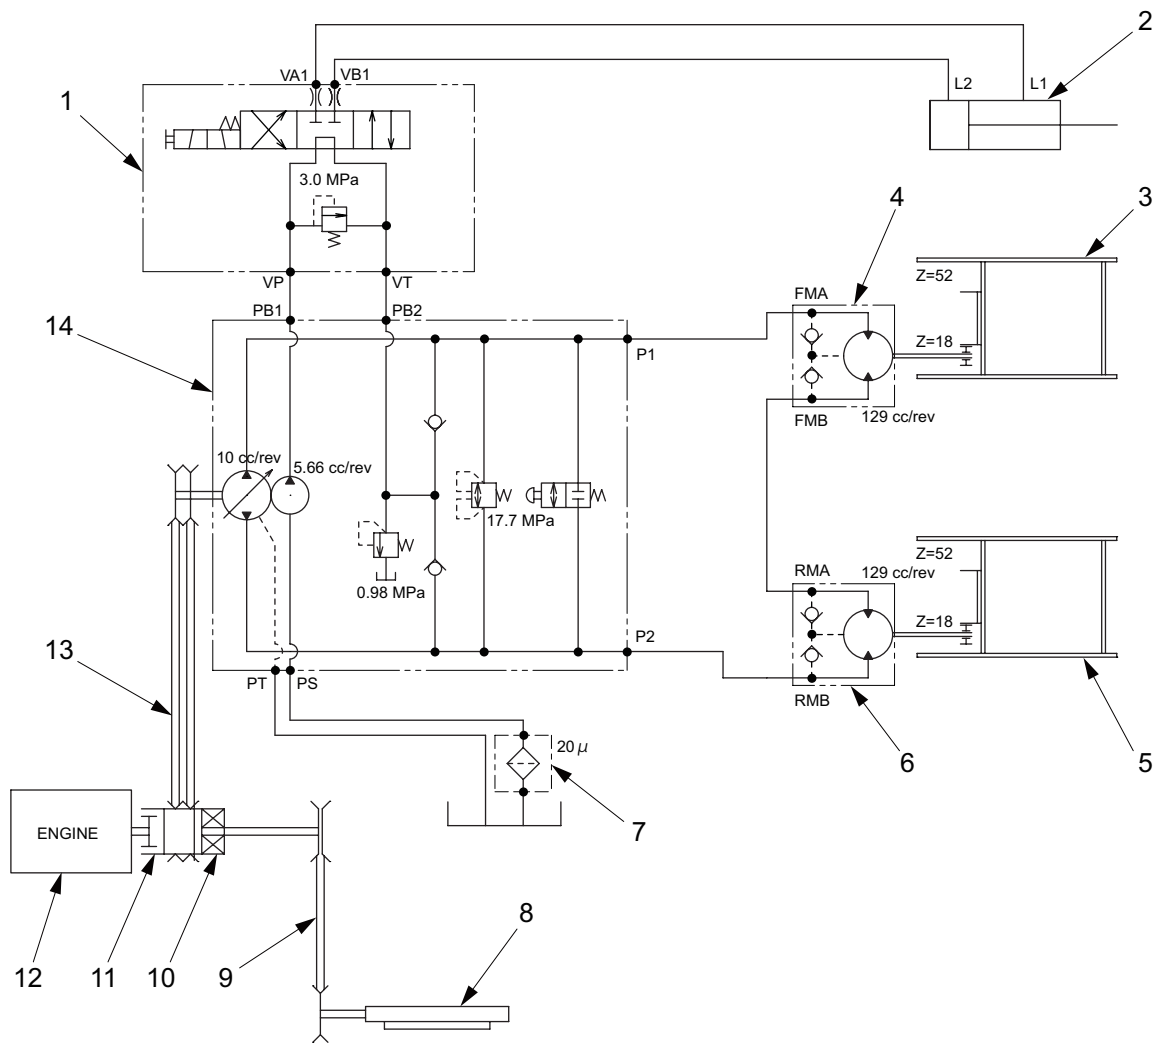 2
VA1 VB1
L2 L1
1
3.0 MPa
4
3
VP VT
Z=52
FMA
PB1 PB2
14
Z=18
P1
FMB
129 cc/rev
10 cc/rev
5.66 cc/rev
17.7 MPa
Z=52
RMA
129 cc/rev
0.98 MPa
Z=18
P2
13
PT PS
RMB
20 μ
6
5
7
ENGINE
8
12
11
10
9